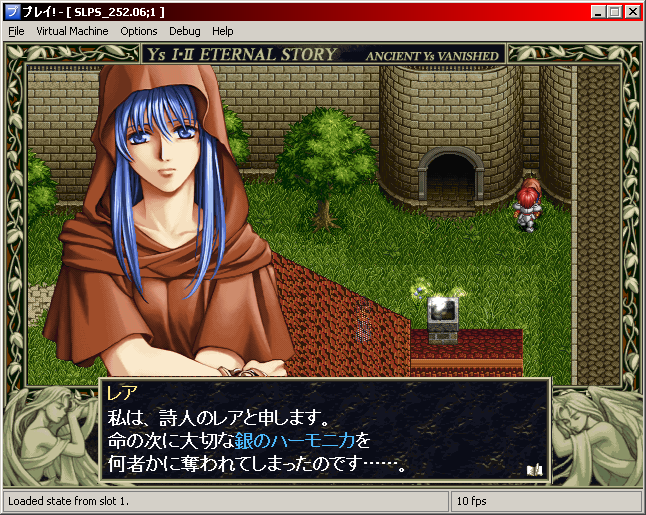 プレイ! - [ SLPS_252.06;1 ]
File Virtual Machine Options Debug Help
Ys I・II ETERNAL STORY ANCIENT Ys VANISHED
レア
私は、詩人のレアと申します。
命の次に大切な銀のハーモニカを
何者かに奪われてしまったのです……。
Loaded state from slot 1. 10 fps